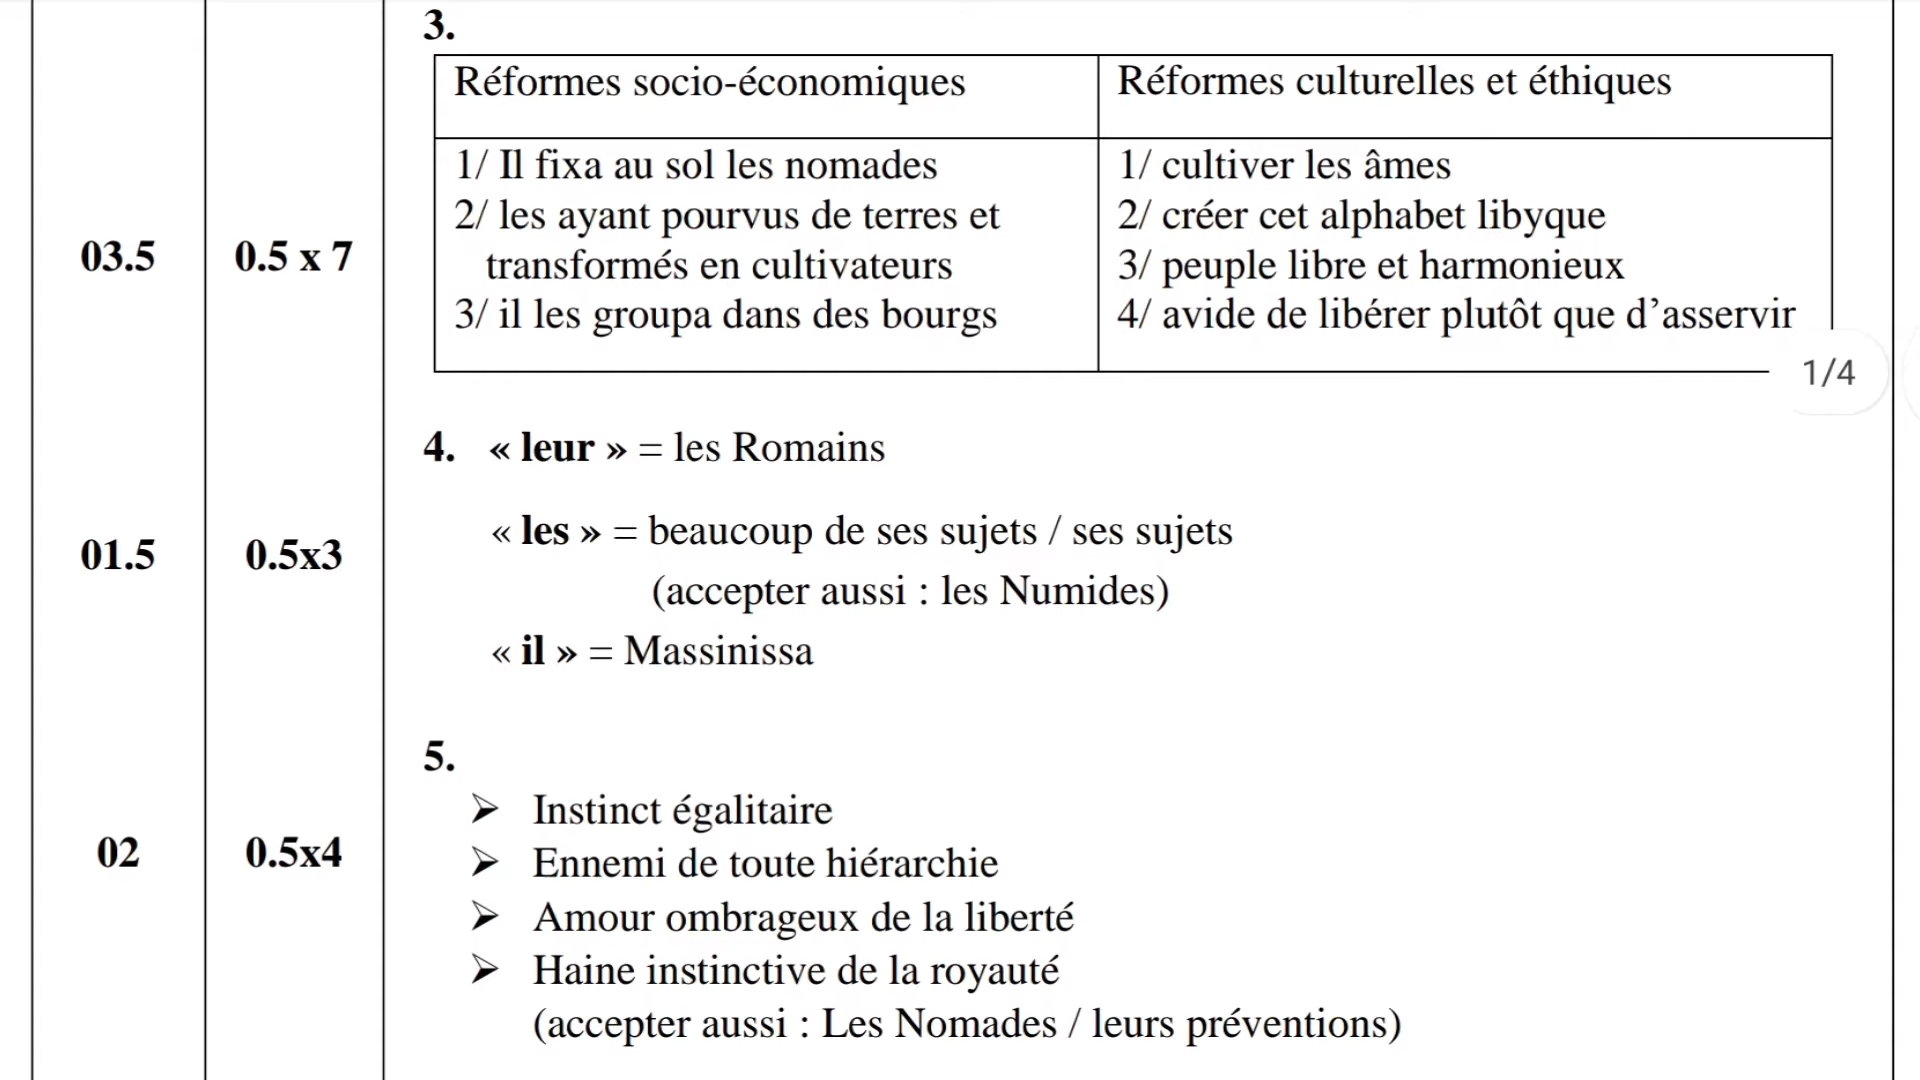 3.
Réformes socio-économiques
Réformes culturelles et éthiques
03.5
0.5 x 7
1/ Il fixa au sol les nomades
2/ les ayant pourvus de terres et
transformés en cultivateurs
3/ il les groupa dans des bourgs
1/ cultiver les âmes
2/ créer cet alphabet libyque
3/ peuple libre et harmonieux
4/ avide de libérer plutôt que d’asservir
1/4
4. « leur » = les Romains
01.5
0.5x3
« les » = beaucoup de ses sujets / ses sujets
(accepter aussi : les Numides)
« il » = Massinissa
5.
02
0.5x4
➢ Instinct égalitaire
➢ Ennemi de toute hiérarchie
➢ Amour ombrageux de la liberté
➢ Haine instinctive de la royauté
(accepter aussi : Les Nomades / leurs préventions)